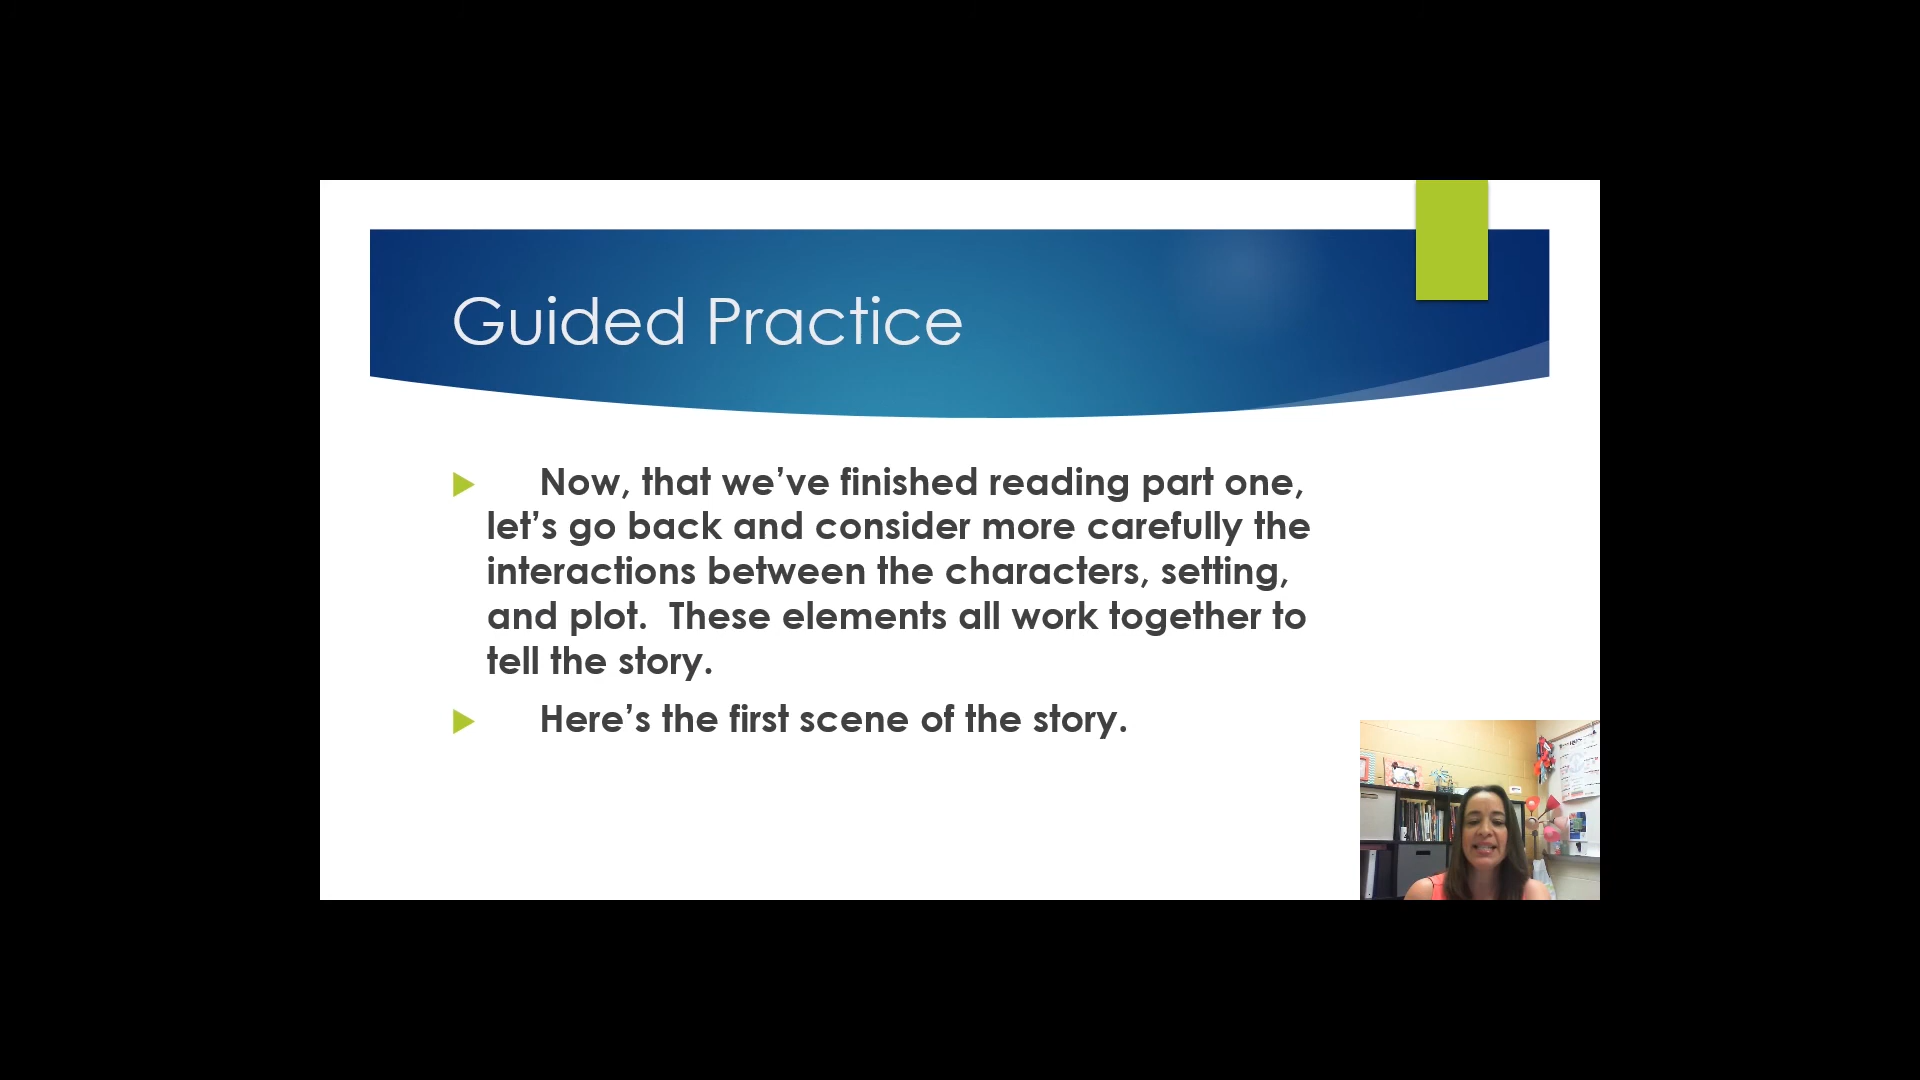 Guided Practice
Now, that we’ve finished reading part one,
let’s go back and consider more carefully the
interactions between the characters, setting,
and plot.  These elements all work together to
tell the story.
Here’s the first scene of the story.